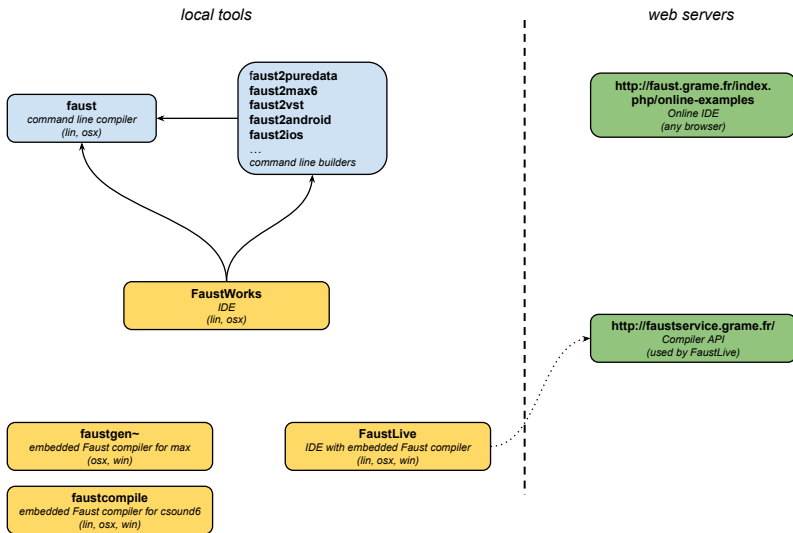 local tools
web servers
faust
command line compiler
(lin, osx)
faust2puredata
faust2max6
faust2vst
faust2android
faust2ios
...
command line builders
http://faust.grame.fr/index.
php/online-examples
Online IDE
(any browser)
FaustWorks
IDE
(lin, osx)
http://faustservice.grame.fr/
Compiler API
(used by FaustLive)
faustgen~
embedded Faust compiler for max
(osx, win)
FaustLive
IDE with embedded Faust compiler
(lin, osx, win)
faustcompile
embedded Faust compiler for csound6
(lin, osx, win)